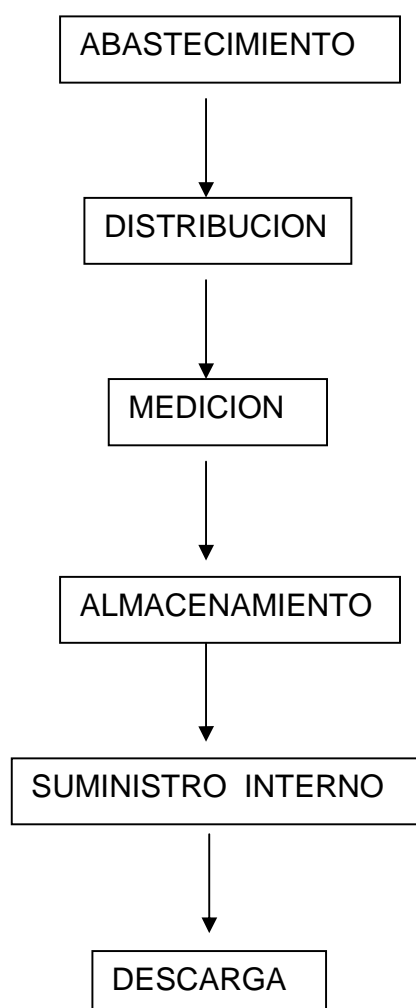 ABASTECIMIENTO
DISTRIBUCION
MEDICION
ALMACENAMIENTO
SUMINISTRO INTERNO
DESCARGA